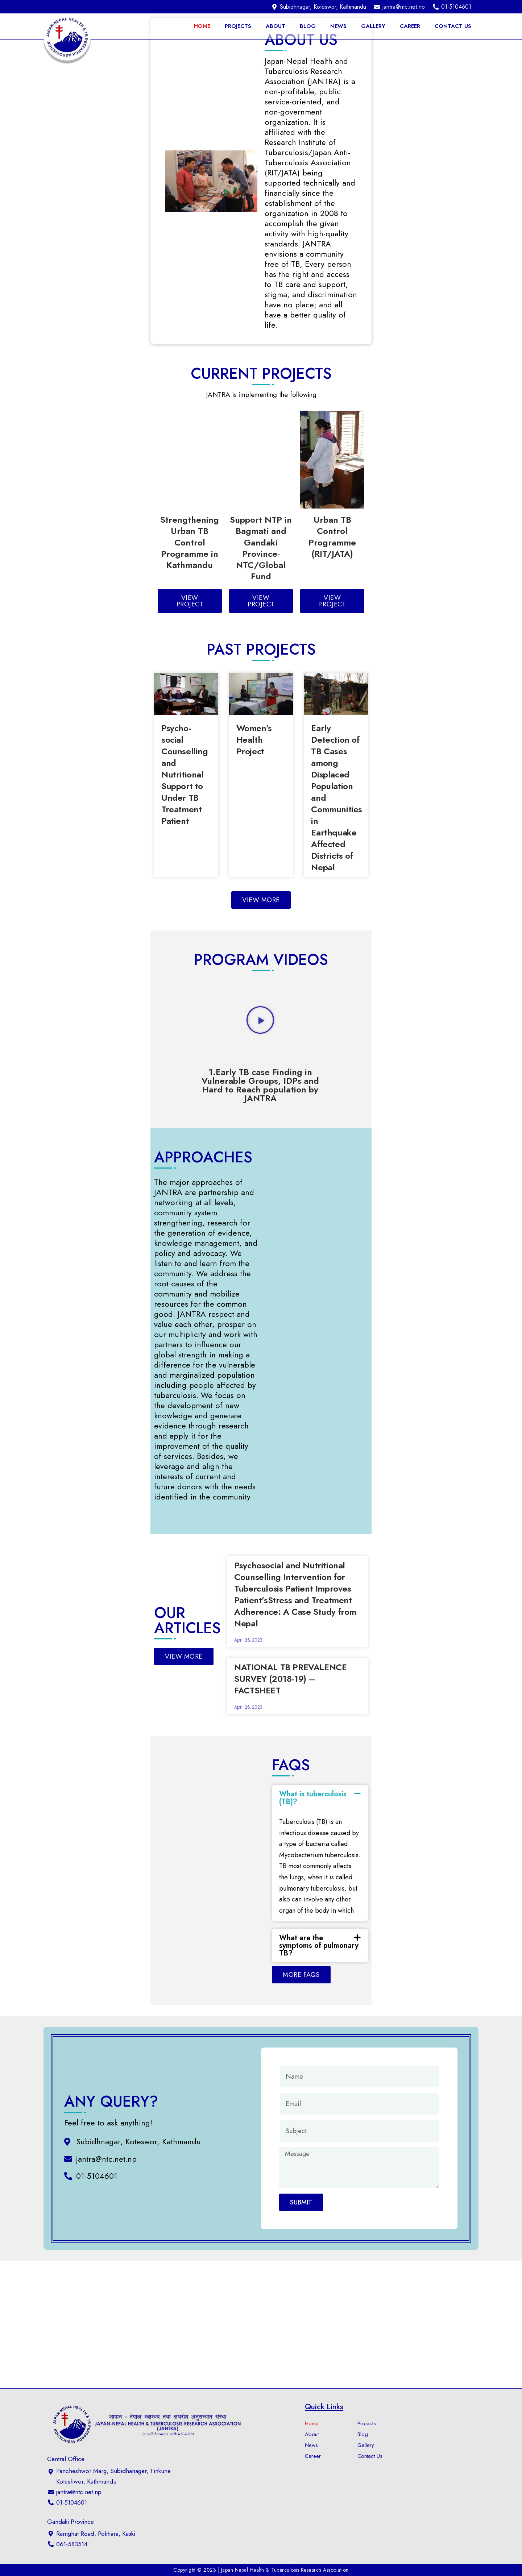 Subidhnagar, Koteswor, Kathmandu
jantra@ntc.net.np
01-5104601
HOME
PROJECTS
ABOUT
BLOG
NEWS
GALLERY
CAREER
CONTACT US
ABOUT US
Japan-Nepal Health and
Tuberculosis Research
Association (JANTRA) is a
non-profitable, public
service-oriented, and
non-government
organization. It is
affiliated with the
Research Institute of
Tuberculosis/Japan Anti-
Tuberculosis Association
(RIT/JATA) being
supported technically and
financially since the
establishment of the
organization in 2008 to
accomplish the given
activity with high-quality
standards. JANTRA
envisions a community
free of TB, Every person
has the right and access
to TB care and support,
stigma, and discrimination
have no place; and all
have a better quality of
life.
CURRENT PROJECTS
JANTRA is implementing the following
Strengthening
Urban TB
Control
Programme in
Kathmandu
VIEW
PROJECT
Support NTP in
Bagmati and
Gandaki
Province-
NTC/Global
Fund
VIEW
PROJECT
Urban TB
Control
Programme
(RIT/JATA)
VIEW
PROJECT
PAST PROJECTS
Psycho-
social
Counselling
and
Nutritional
Support to
Under TB
Treatment
Patient
Women's
Health
Project
Early
Detection of
TB Cases
among
Displaced
Population
and
Communities
in
Earthquake
Affected
Districts of
Nepal
VIEW MORE
PROGRAM VIDEOS
1.Early TB case Finding in
Vulnerable Groups, IDPs and
Hard to Reach population by
JANTRA
APPROACHES
The major approaches of
JANTRA are partnership and
networking at all levels,
community system
strengthening, research for
the generation of evidence,
knowledge management, and
policy and advocacy. We
listen to and learn from the
community. We address the
root causes of the
community and mobilize
resources for the common
good. JANTRA respect and
value each other, prosper on
our multiplicity and work with
partners to influence our
global strength in making a
difference for the vulnerable
and marginalized population
including people affected by
tuberculosis. We focus on
the development of new
knowledge and generate
evidence through research
and apply it for the
improvement of the quality
of services. Besides, we
leverage and align the
interests of current and
future donors with the needs
identified in the community
OUR
ARTICLES
VIEW MORE
Psychosocial and Nutritional
Counselling Intervention for
Tuberculosis Patient Improves
Patient'sStress and Treatment
Adherence: A Case Study from
Nepal
April 26, 2023
NATIONAL TB PREVALENCE
SURVEY (2018-19) –
FACTSHEET
April 26, 2023
FAQS
What is tuberculosis
(TB)?
Tuberculosis (TB) is an
infectious disease caused by
a type of bacteria called
Mycobacterium tuberculosis.
TB most commonly affects
the lungs, when it is called
pulmonary tuberculosis, but
also can involve any other
organ of the body in which
What are the
symptoms of pulmonary
TB?
MORE FAQS
ANY QUERY?
Feel free to ask anything!
Subidhnagar, Koteswor, Kathmandu
jantra@ntc.net.np
01-5104601
Name
Email
Subject
Message
SUBMIT
जापान - नेपाल स्वास्थ्य तथा क्षयरोग अनुसन्धान संस्था
JAPAN-NEPAL HEALTH & TUBERCULOSIS RESEARCH ASSOCIATION
(JANTRA)
In collaboration with RIT/JATA
Central Office
Pancheshwor Marg, Subidhanager, Tinkune
Koteshwor, Kathmandu
jantra@ntc.net.np
01-5104601
Gandaki Province
Ramghat Road, Pokhara, Kaski
061-583514
Quick Links
Home
About
News
Career
Projects
Blog
Gallery
Contact Us
Copyright © 2023 | Japan Nepal Health & Tuberculosis Research Association